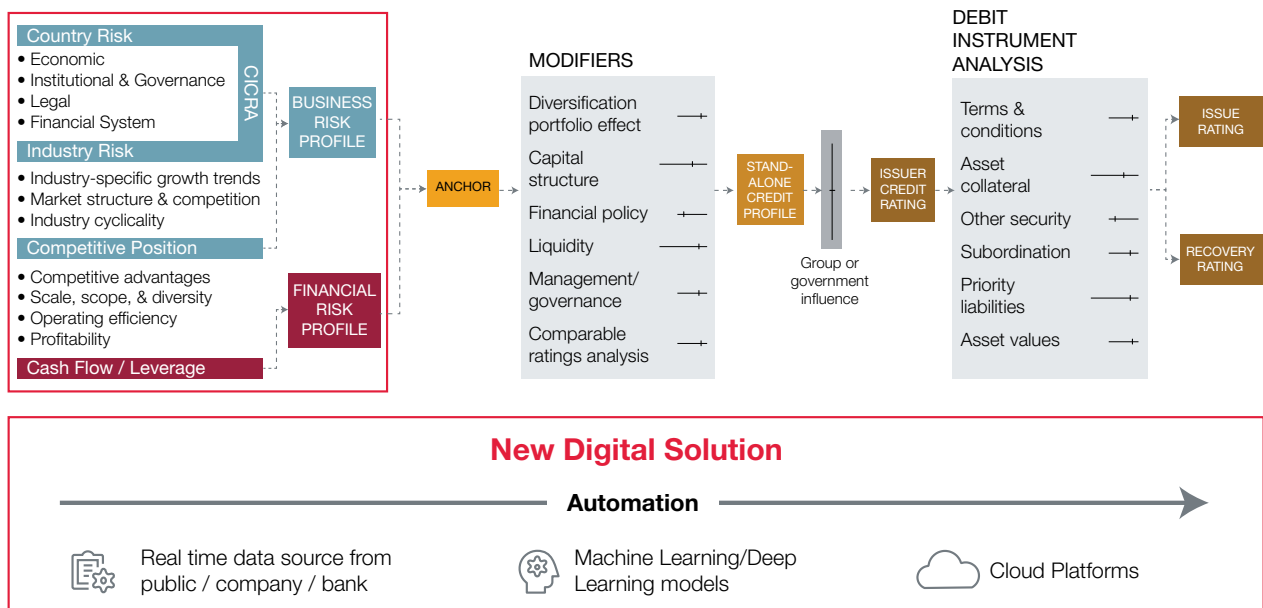 Country Risk
• Economic
• Institutional & Governance
• Legal
• Financial System
CICRA
Industry Risk
• Industry-specific growth trends
• Market structure & competition
• Industry cyclicality
Competitive Position
• Competitive advantages
• Scale, scope, & diversity
• Operating efficiency
• Profitability
Cash Flow / Leverage
BUSINESS
RISK
PROFILE
FINANCIAL
RISK
PROFILE
ANCHOR
MODIFIERS
Diversification
portfolio effect
Capital
structure
Financial policy
Liquidity
Management/
governance
Comparable
ratings analysis
STAND-
ALONE
CREDIT
PROFILE
Group or
government
influence
ISSUER
CREDIT
RATING
DEBIT
INSTRUMENT
ANALYSIS
Terms &
conditions
Asset
collateral
Other security
Subordination
Priority
liabilities
Asset values
ISSUE
RATING
RECOVERY
RATING
New Digital Solution
Automation
Real time data source from
public / company / bank
Machine Learning/Deep
Learning models
Cloud Platforms